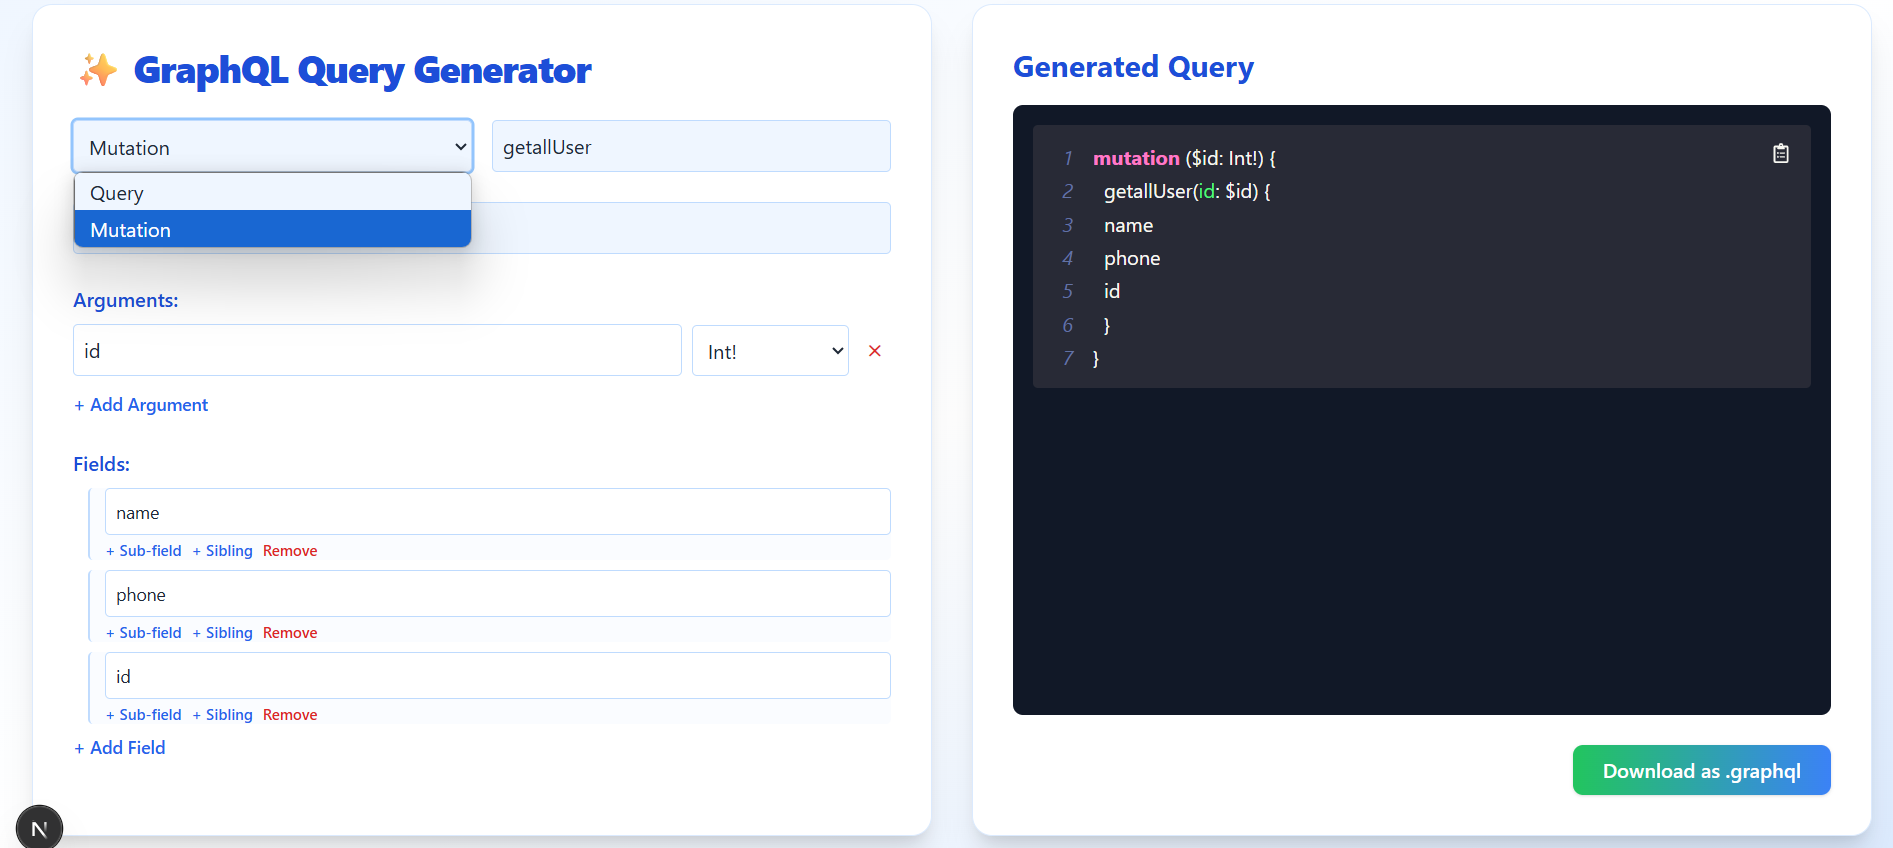 ✨ GraphQL Query Generator
Mutation
getallUser
Query
Mutation
Arguments:
id
Int!
+ Add Argument
Fields:
name
+ Sub-field + Sibling Remove
phone
+ Sub-field + Sibling Remove
id
+ Sub-field + Sibling Remove
+ Add Field
N
Generated Query
1 mutation ($id: Int!) {
2 getallUser(id: $id) {
3 name
4 phone
5 id
6 }
7 }
Download as .graphql